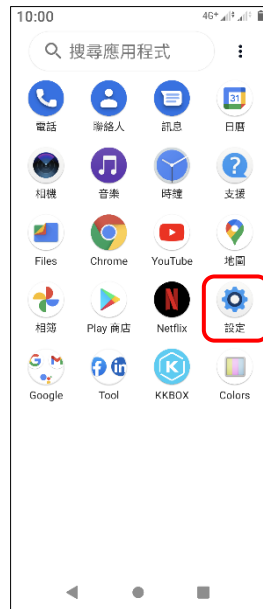 10:00 4G+
搜尋應用程式
電話 聯絡人 訊息 日曆
31
相機 音樂 時鐘 支援
Files Chrome YouTube 地圖
相簿 Play 商店 Netflix 設定
Google Tool KKBOX Colors